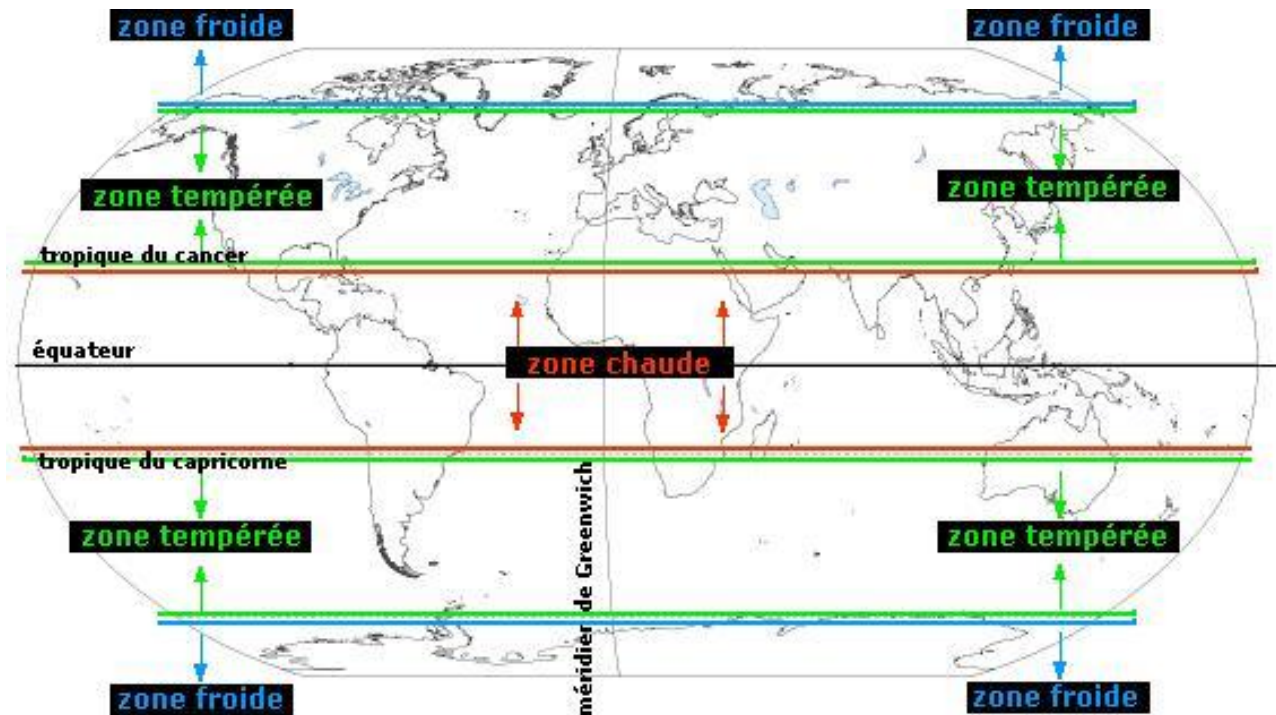 zone froide
zone froide
zone tempérée
zone tempérée
tropique du cancer
équateur
zone chaude
tropique du capricorne
zone tempérée
zone tempérée
méridier de Greenwich
zone froide
zone froide